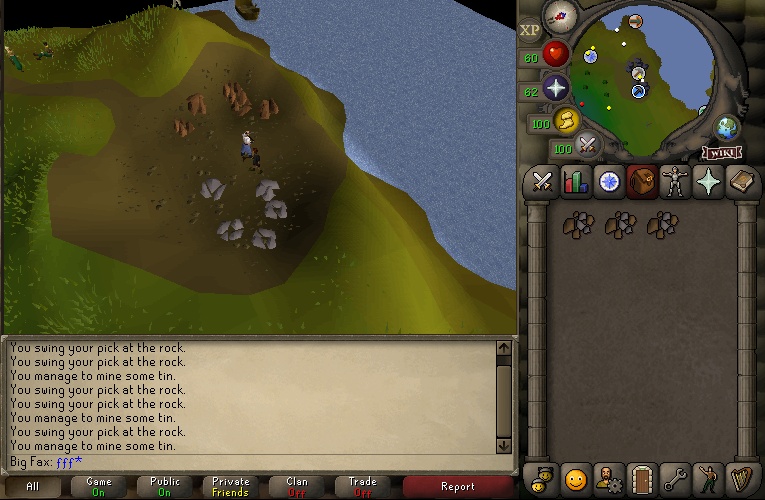 XP
60
62
100
100
WIKI
You swing your pick at the rock.
You swing your pick at the rock.
You manage to mine some tin.
You swing your pick at the rock.
You swing your pick at the rock.
You manage to mine some tin.
You swing your pick at the rock.
You manage to mine some tin.
Big Fax: fff*
All
Game
On
Public
On
Private
Friends
Clan
Off
Trade
Off
Report